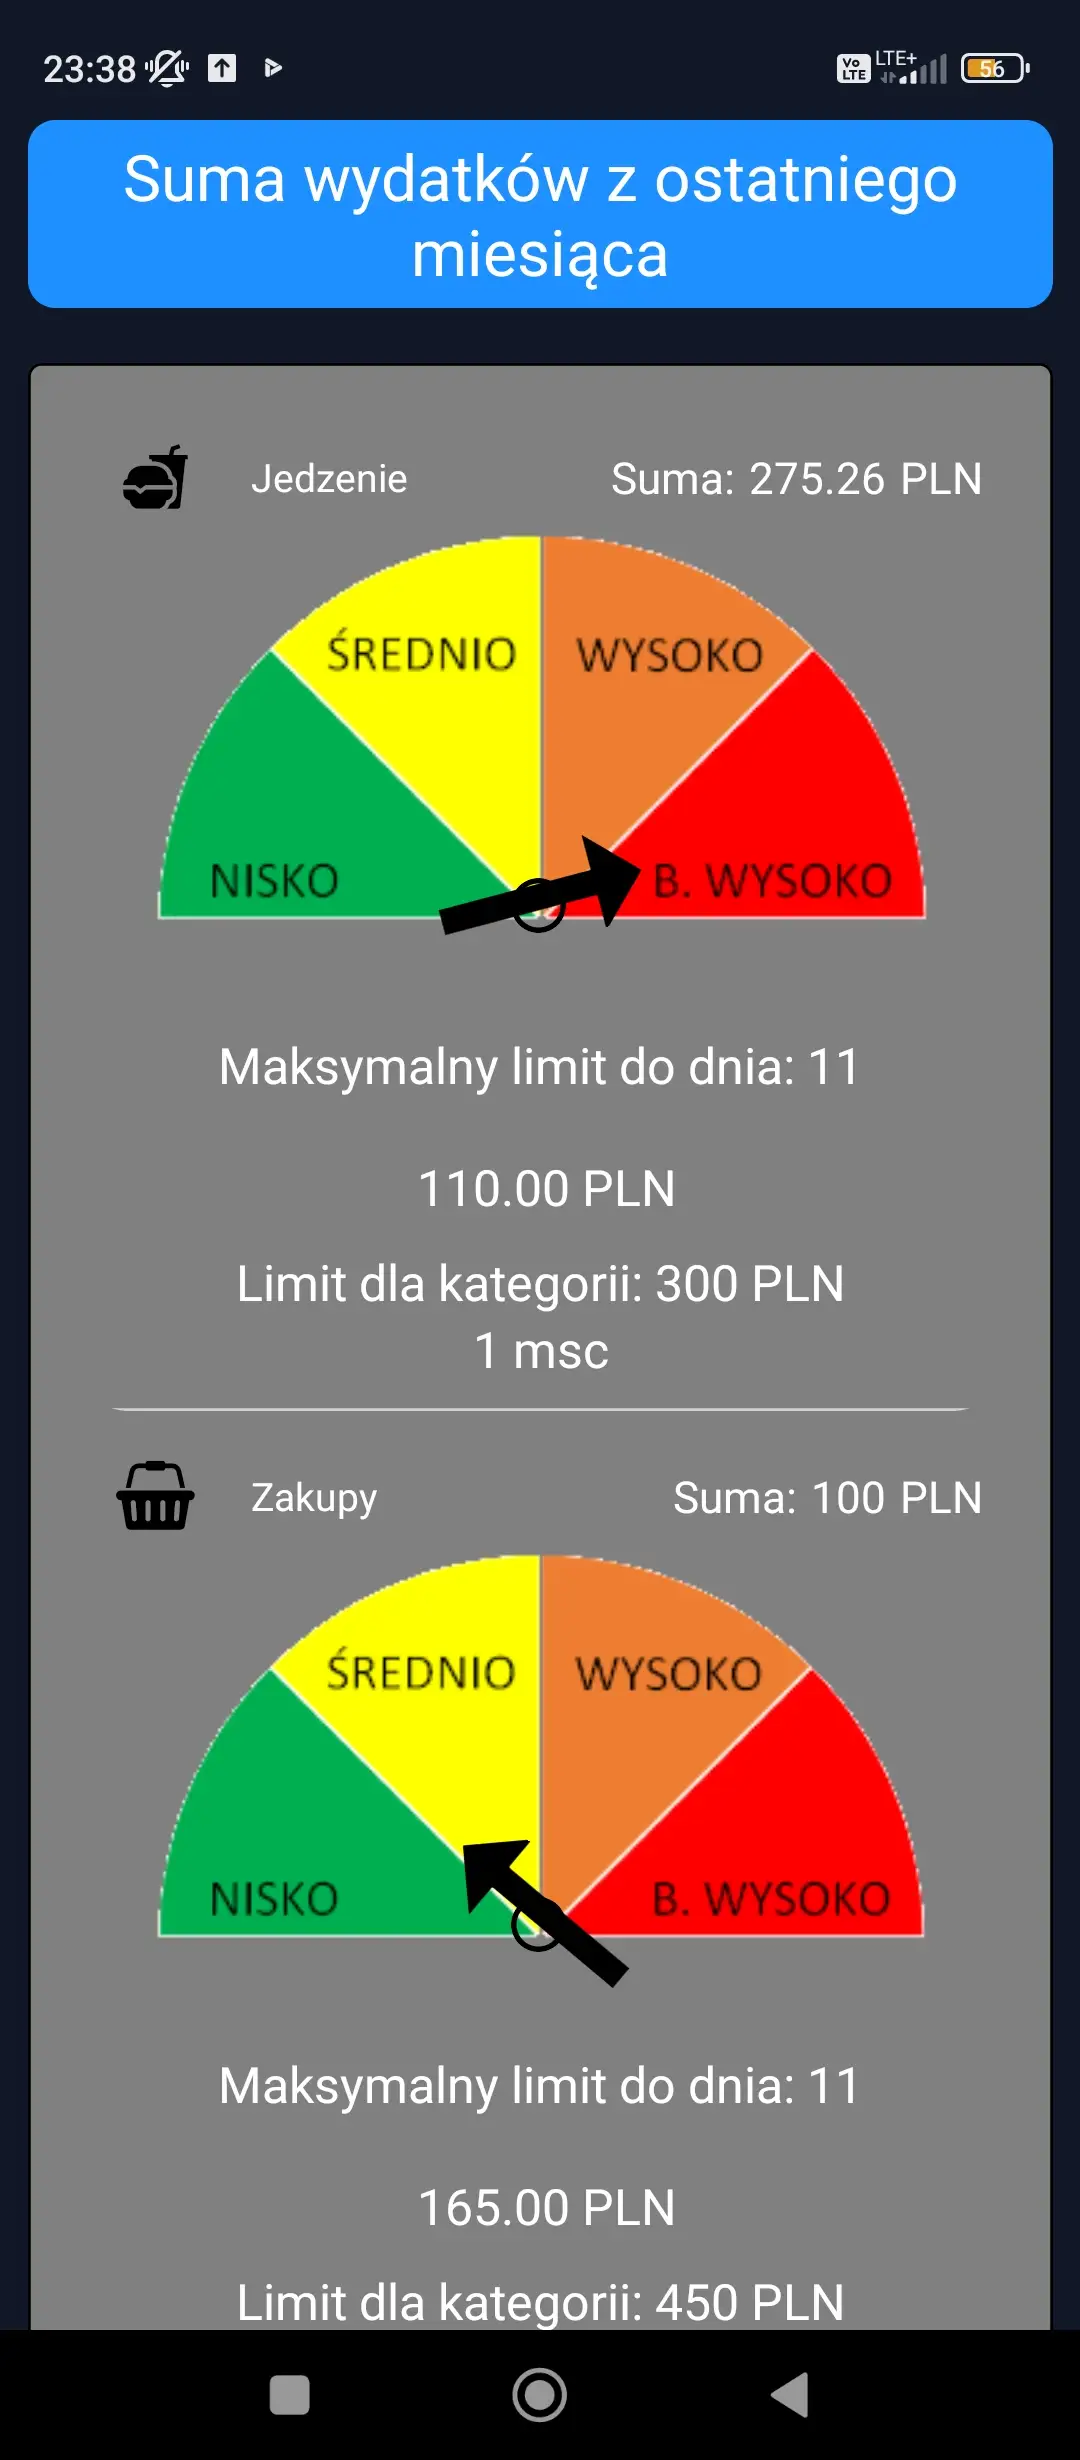 23:38
Vo LTE
LTE+
56
Suma wydatków z ostatniego
miesiąca
Jedzenie
Suma: 275.26 PLN
ŚREDNIO
WYSOKO
NISKO
B. WYSOKO
Maksymalny limit do dnia: 11
110.00 PLN
Limit dla kategorii: 300 PLN
1 msc
Zakupy
Suma: 100 PLN
ŚREDNIO
WYSOKO
NISKO
B. WYSOKO
Maksymalny limit do dnia: 11
165.00 PLN
Limit dla kategorii: 450 PLN